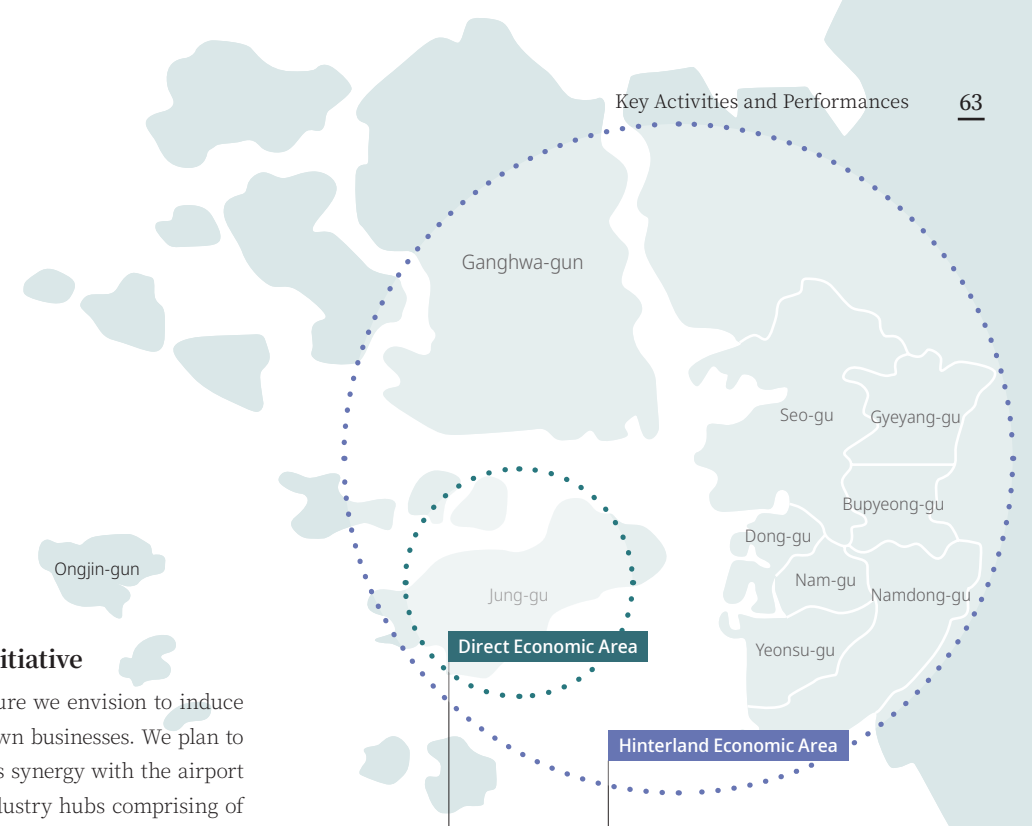 Key Activities and Performances 63
Ganghwa-gun
Seo-gu
Gyeyang-gu
Bupyeong-gu
Dong-gu
Ongjin-gun
Nam-gu
Jung-gu
Namdong-gu
Direct Economic Area
Yeonsu-gu
itiative
ure we envision to induce
wn businesses. We plan to
Hinterland Economic Area
s synergy with the airport
dustry hubs comprising of